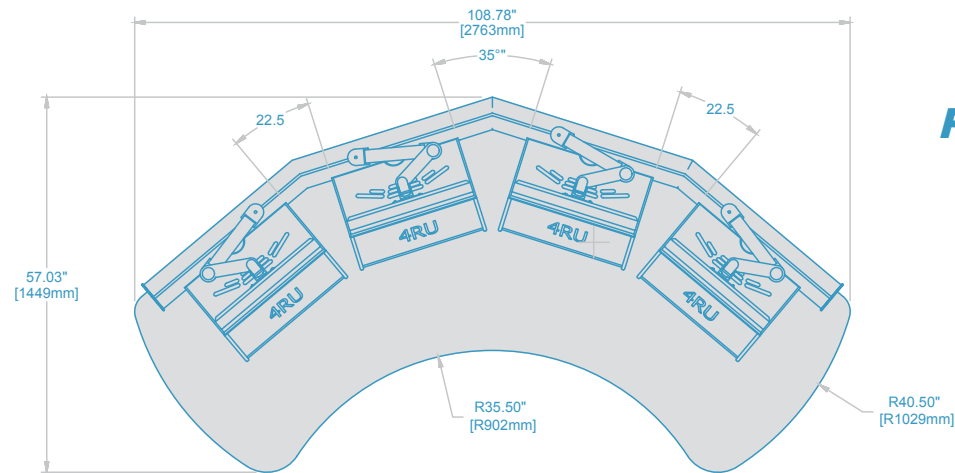 108.78"
[2763mm]
35°"
22.5
22.5
57.03"
[1449mm]
4RU
4RU
4RU
4RU
R35.50"
[R902mm]
R40.50"
[R1029mm]